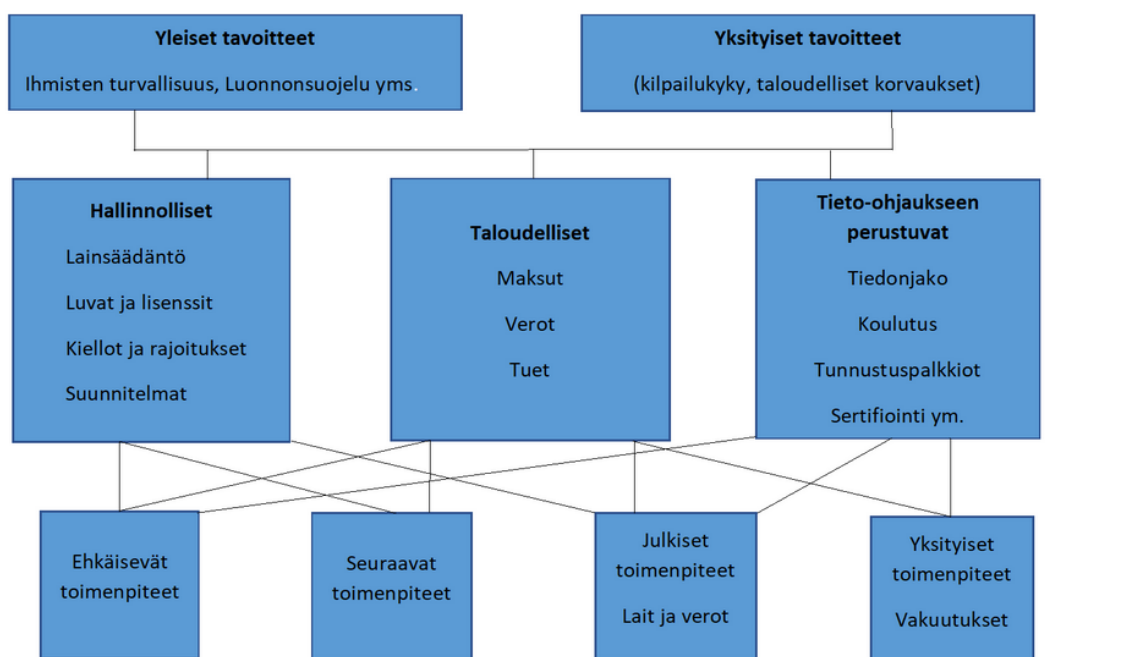 Yleiset tavoitteet
Ihmisten turvallisuus, Luonnonsuojelu yms.
Yksityiset tavoitteet
(kilpailukyky, taloudelliset korvaukset)
Hallinnolliset
Lainsäädäntö
Luvat ja lisenssit
Kiellot ja rajoitukset
Suunnitelmat
Taloudelliset
Maksut
Verot
Tuet
Tieto-ohjaukseen
perustuvat
Tiedonjako
Koulutus
Tunnustuspalkkiot
Sertifiointi ym.
Ehkäisevät
toimenpiteet
Seuraavat
toimenpiteet
Julkiset
toimenpiteet
Lait ja verot
Yksityiset
toimenpiteet
Vakuutukset